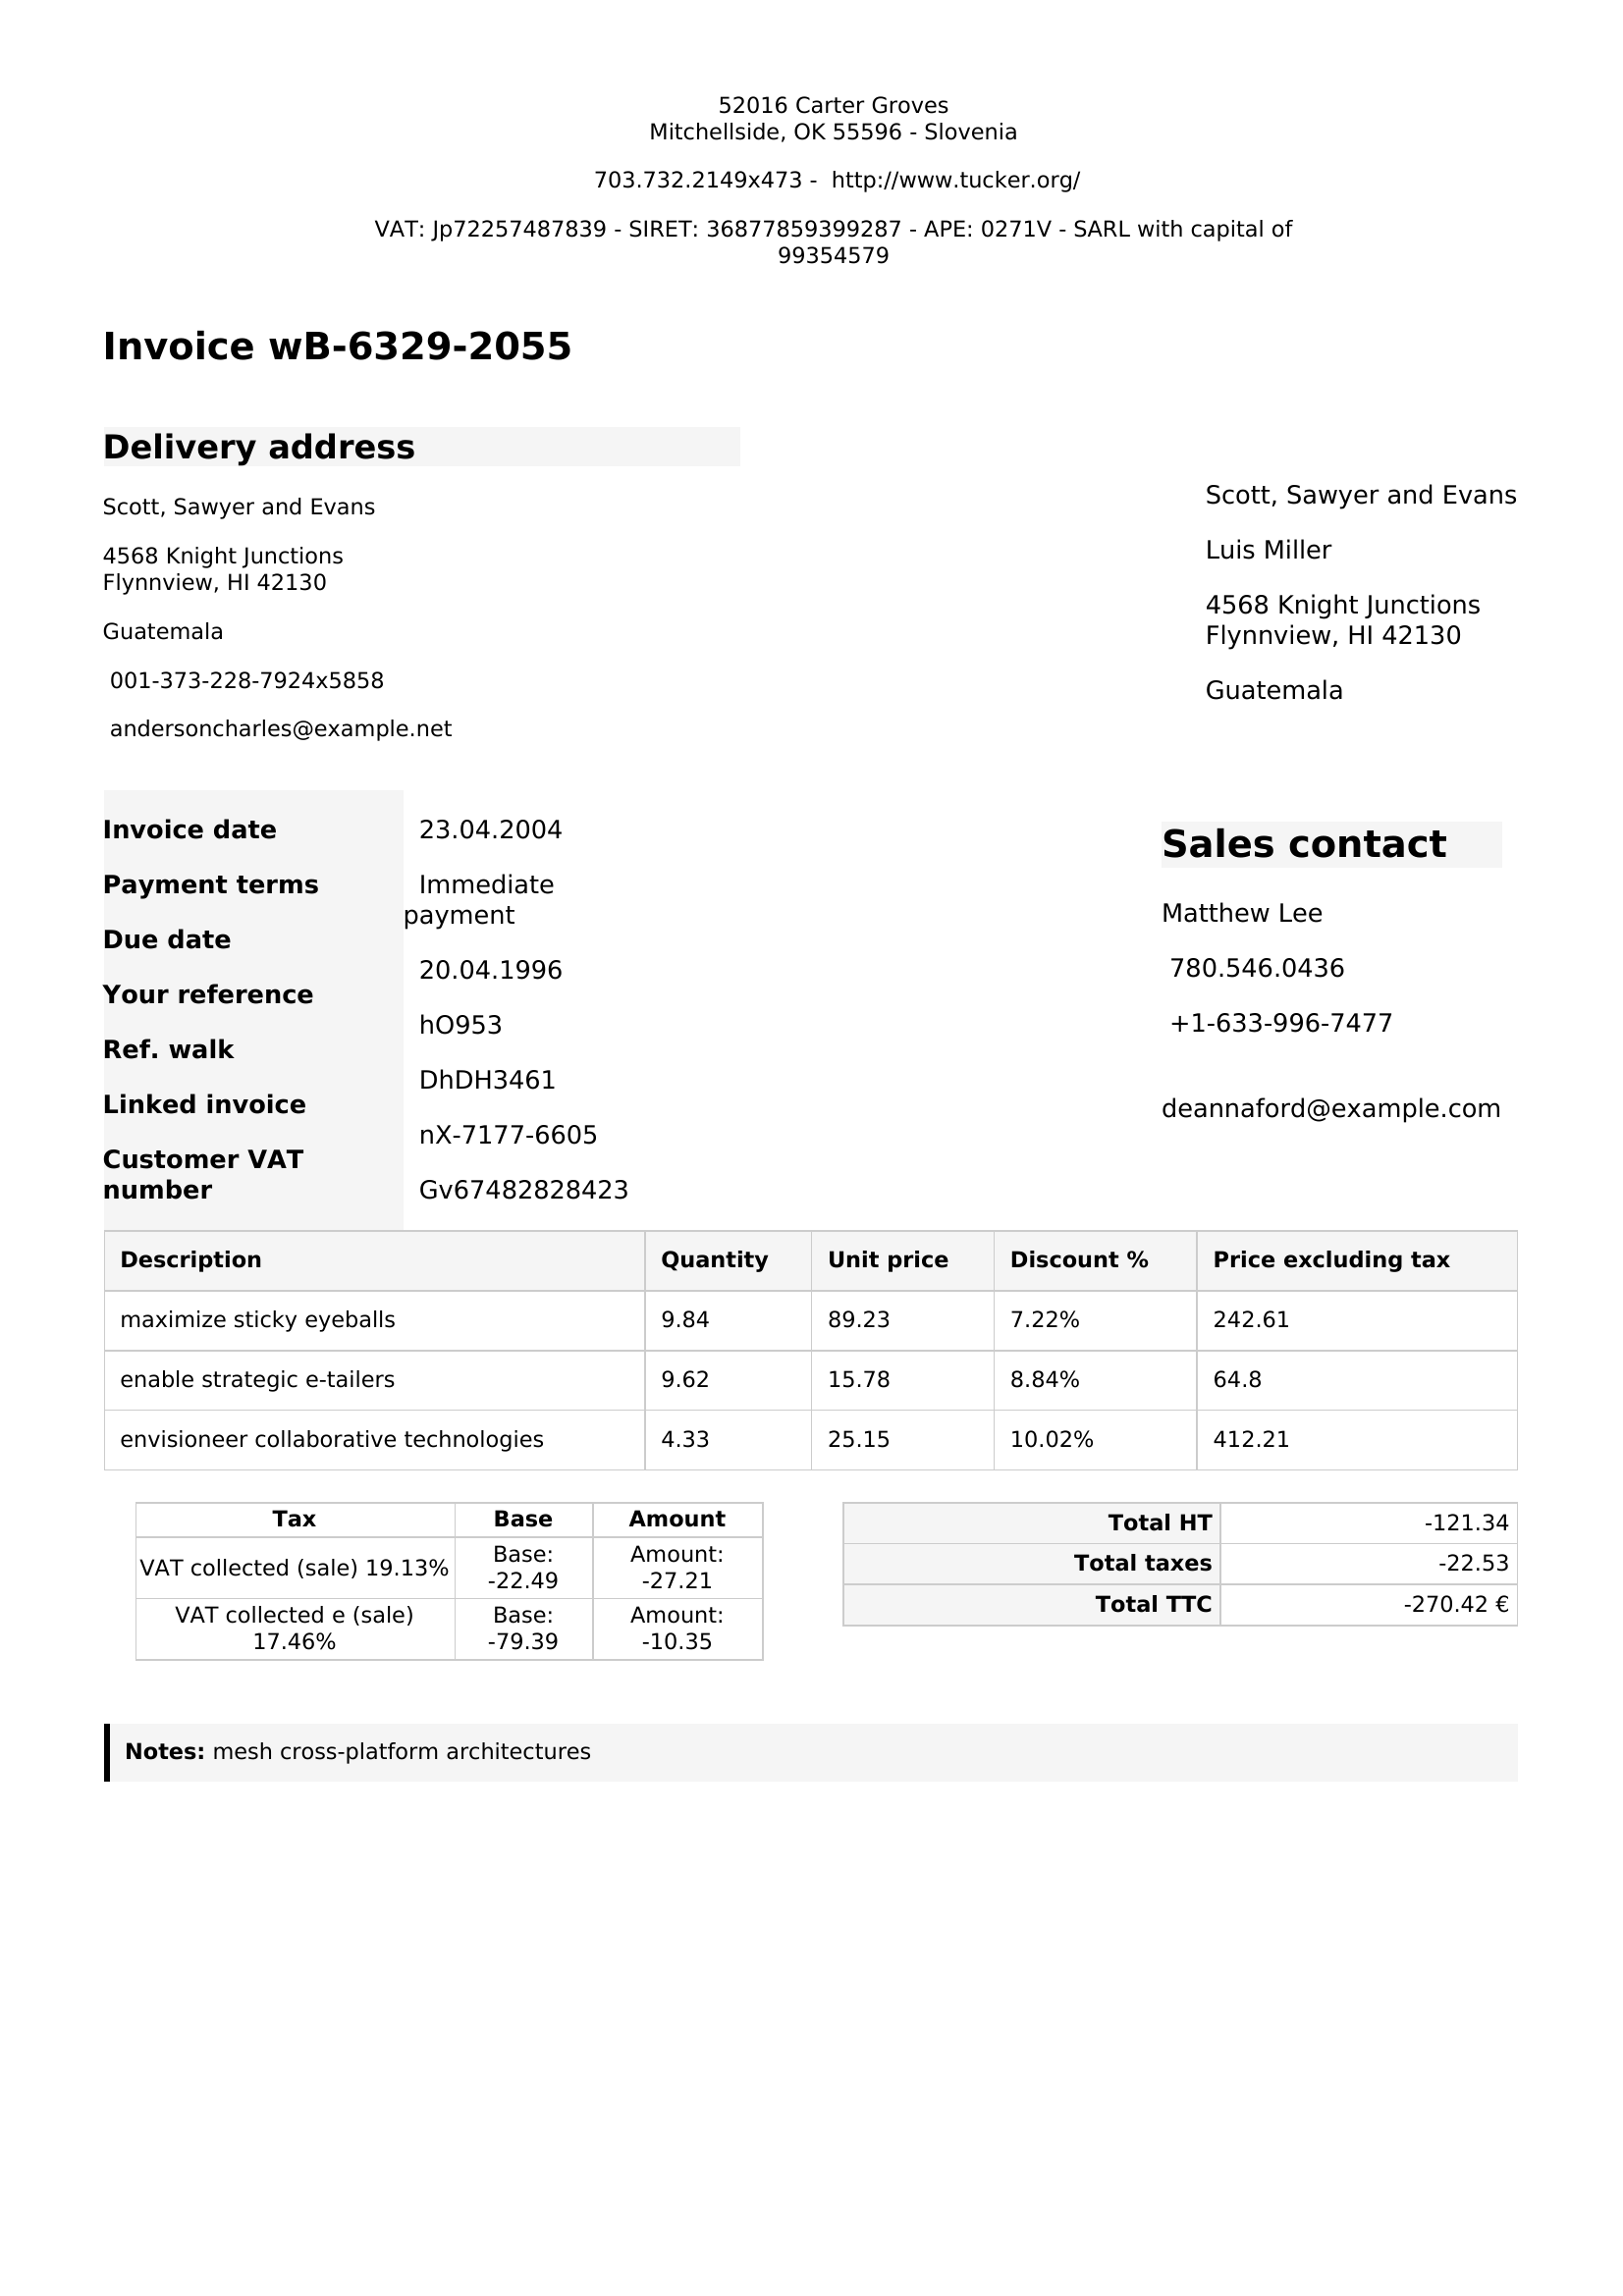 52016 Carter Groves
Mitchellside, OK 55596 - Slovenia
703.732.2149x473 -  http://www.tucker.org/
VAT: Jp72257487839 - SIRET: 36877859399287 - APE: 0271V - SARL with capital of
99354579
Invoice wB-6329-2055
Delivery address
Scott, Sawyer and Evans
4568 Knight Junctions
Flynnview, HI 42130
Guatemala
001-373-228-7924x5858
andersoncharles@example.net
Scott, Sawyer and Evans
Luis Miller
4568 Knight Junctions
Flynnview, HI 42130
Guatemala
Invoice date
Payment terms
Due date
Your reference
Ref. walk
Linked invoice
Customer VAT
number
23.04.2004
Immediate
payment
20.04.1996
hO953
DhDH3461
nX-7177-6605
Gv67482828423
Sales contact
Matthew Lee
780.546.0436
+1-633-996-7477
deannaford@example.com
Description Quantity Unit price Discount % Price excluding tax
maximize sticky eyeballs 9.84 89.23 7.22% 242.61
enable strategic e-tailers 9.62 15.78 8.84% 64.8
envisioneer collaborative technologies 4.33 25.15 10.02% 412.21
Tax Base Amount
VAT collected (sale) 19.13% Base: -22.49 Amount: -27.21
VAT collected e (sale) 17.46% Base: -79.39 Amount: -10.35
Total HT -121.34
Total taxes -22.53
Total TTC -270.42 €
Notes: mesh cross-platform architectures